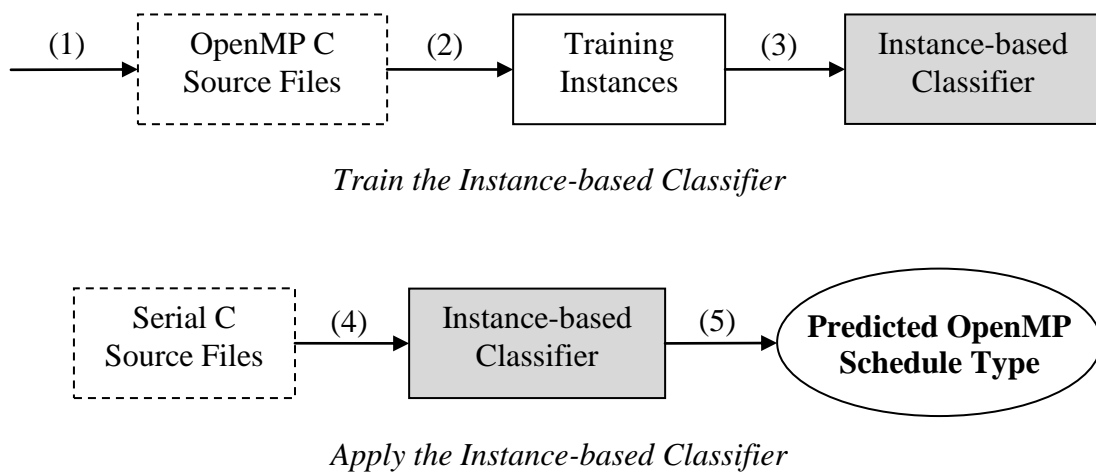 (1)
OpenMP C
Source Files
(2)
Training
Instances
(3)
Instance-based
Classifier
Train the Instance-based Classifier
Serial C
Source Files
(4)
Instance-based
Classifier
(5)
Predicted OpenMP
Schedule Type
Apply the Instance-based Classifier